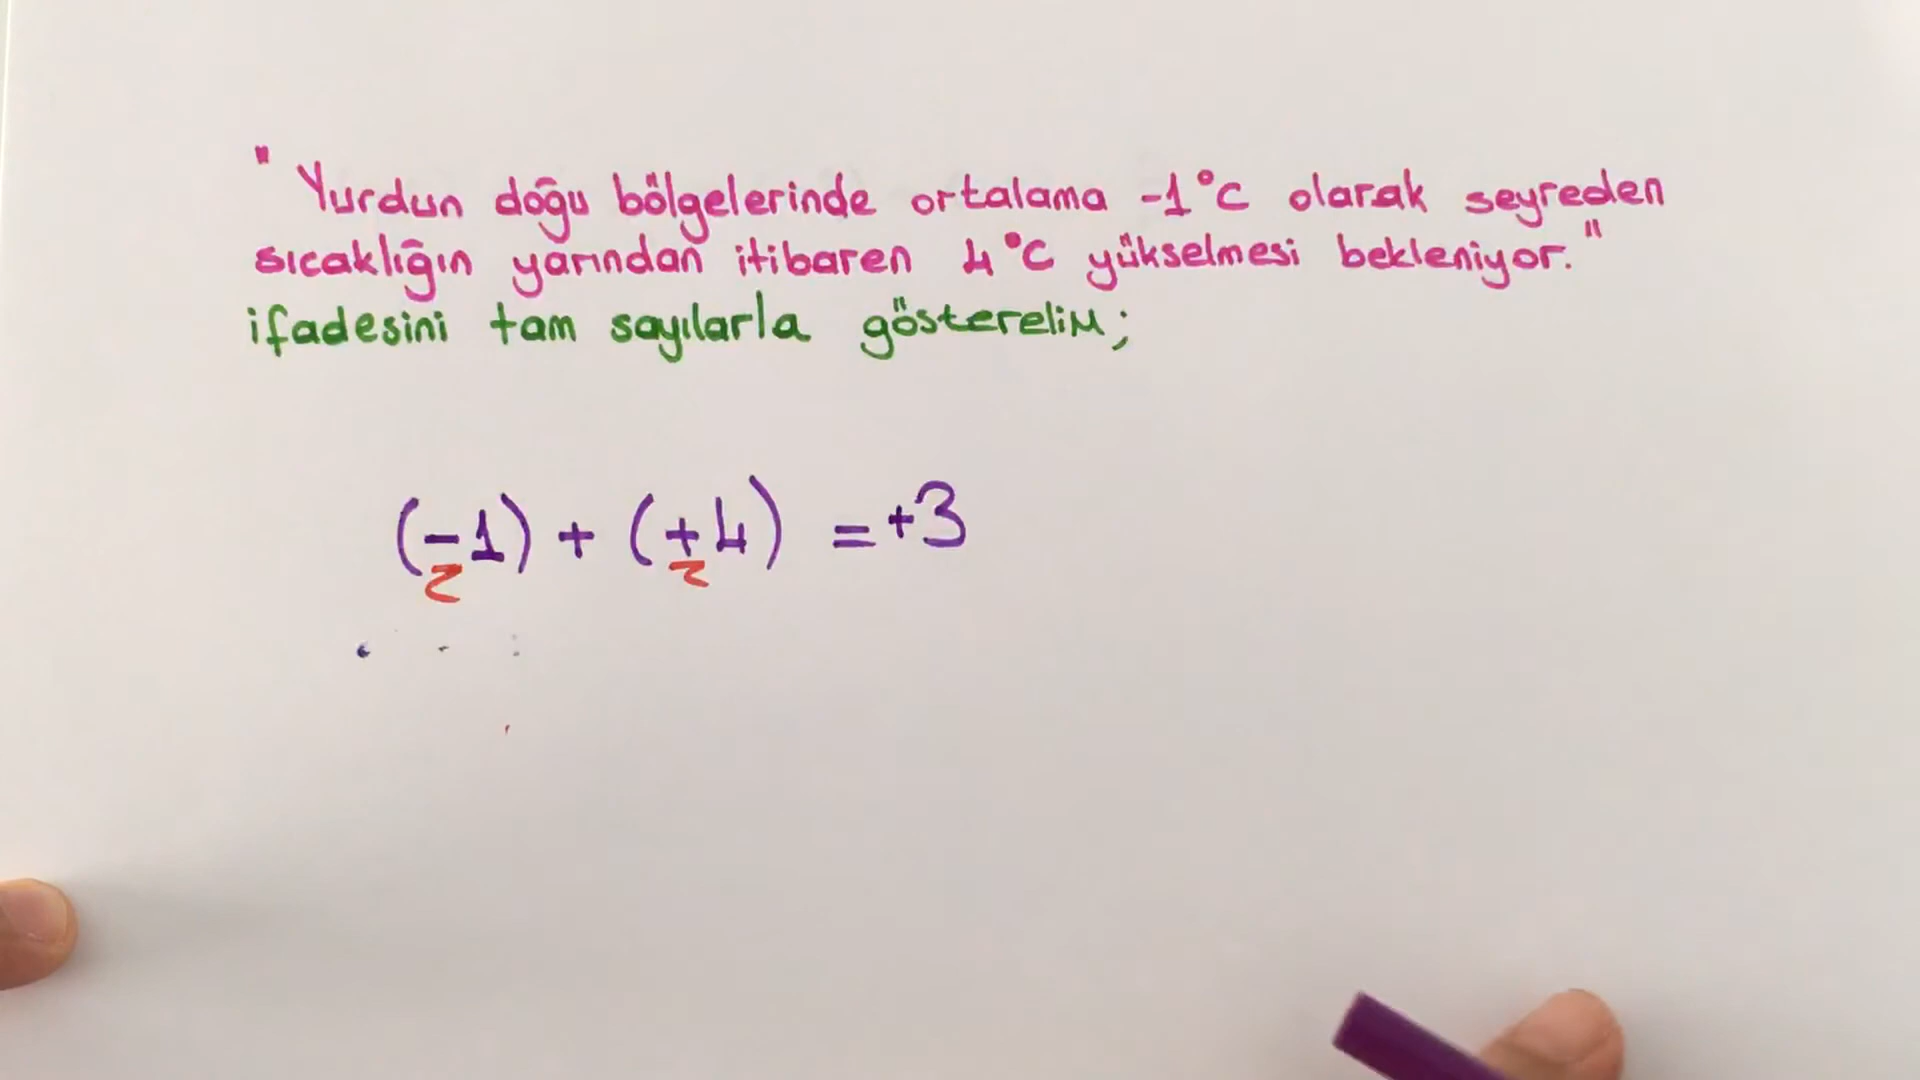 "Yurdun doğu bölgelerinde ortalama -1°C olarak seyreden
sıcaklığın yarından itibaren 4°C yükselmesi bekleniyor."
ifadesini tam sayılarla gösterelim;
(-1) + (+4) = +3